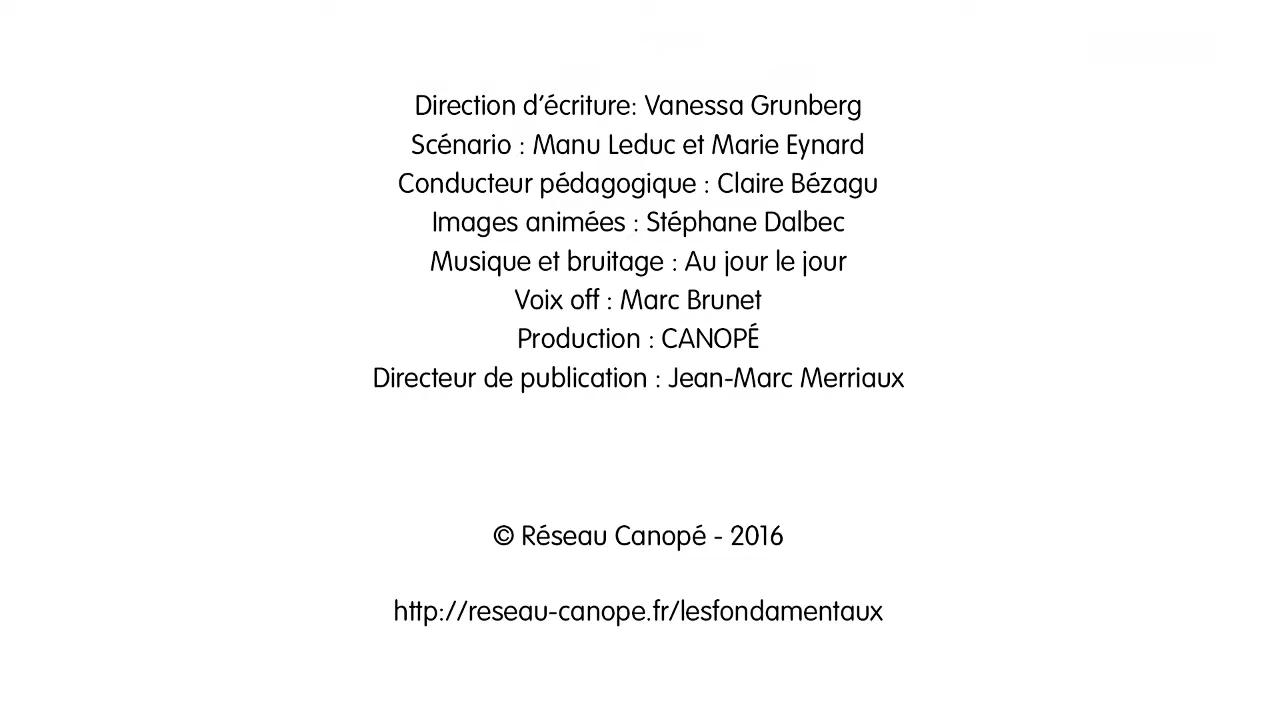 Direction d’écriture: Vanessa Grunberg
Scénario : Manu Leduc et Marie Eynard
Conducteur pédagogique : Claire Bézagu
Images animées : Stéphane Dalbec
Musique et bruitage : Au jour le jour
Voix off : Marc Brunet
Production : CANOPÉ
Directeur de publication : Jean-Marc Merriaux
© Réseau Canopé - 2016
http://reseau-canope.fr/lesfondamentaux